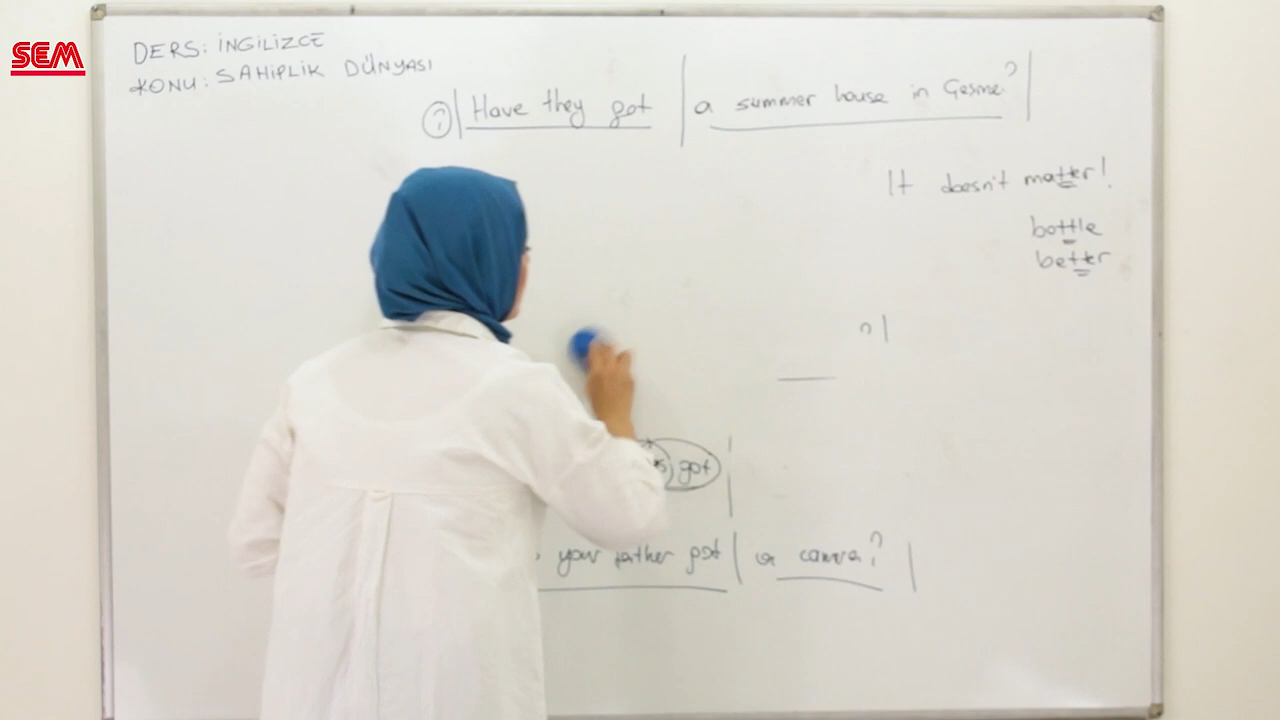 SEM
DERS: İNGİLİZCE
KONU: SAHİPLİK DÜNYASI
? Have they got a summer house in Çeşme?
It doesn't matter!
bottle
better
?
got
your father got a camera?